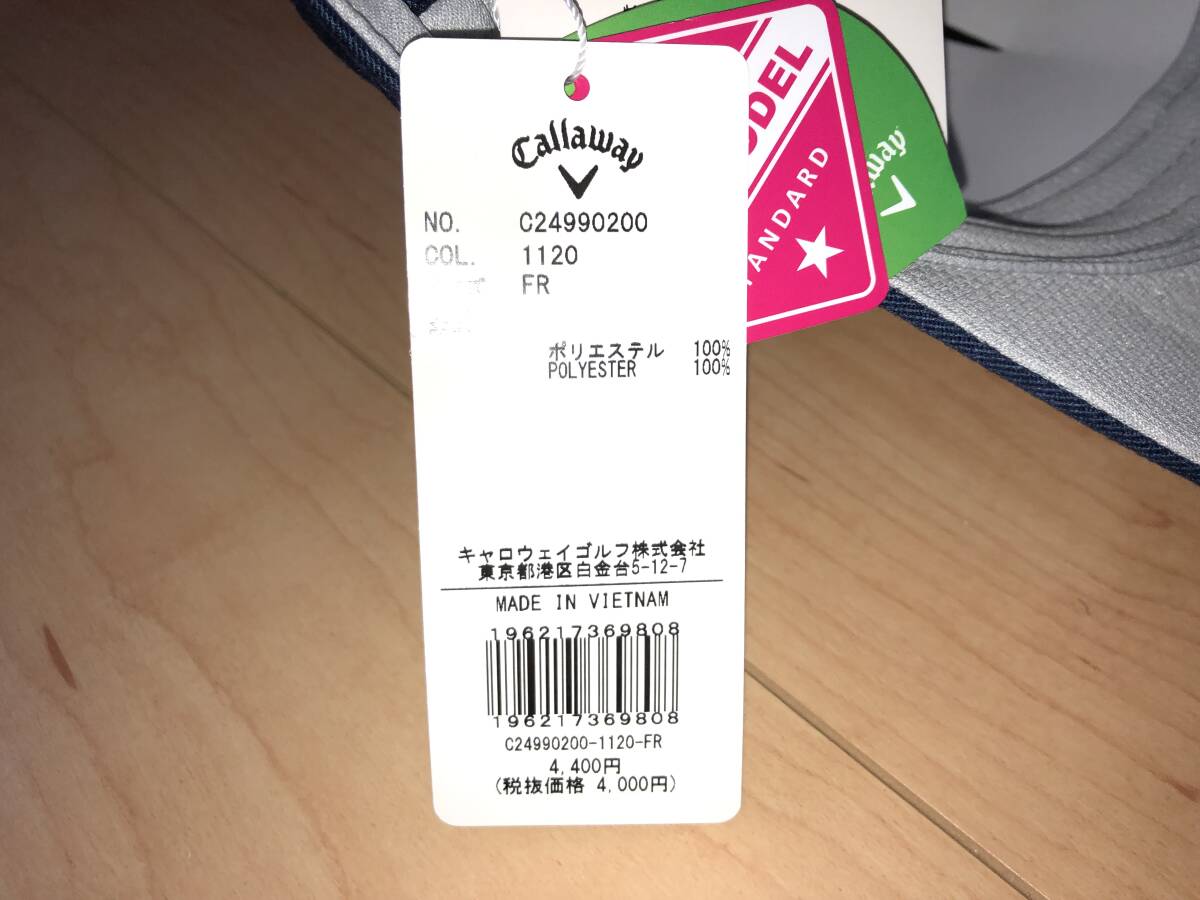 Callaway
NO. C24990200
COL. 1120
FR
ポリエステル 100%
POLYESTER 100%
キャロウェイゴルフ株式会社
東京都港区白金台5-12-7
MADE IN VIETNAM
196217369808
196217369808
C24990200-1120-FR
4,400円
(税抜価格 4,000円)
ODEL
TANDARD
way